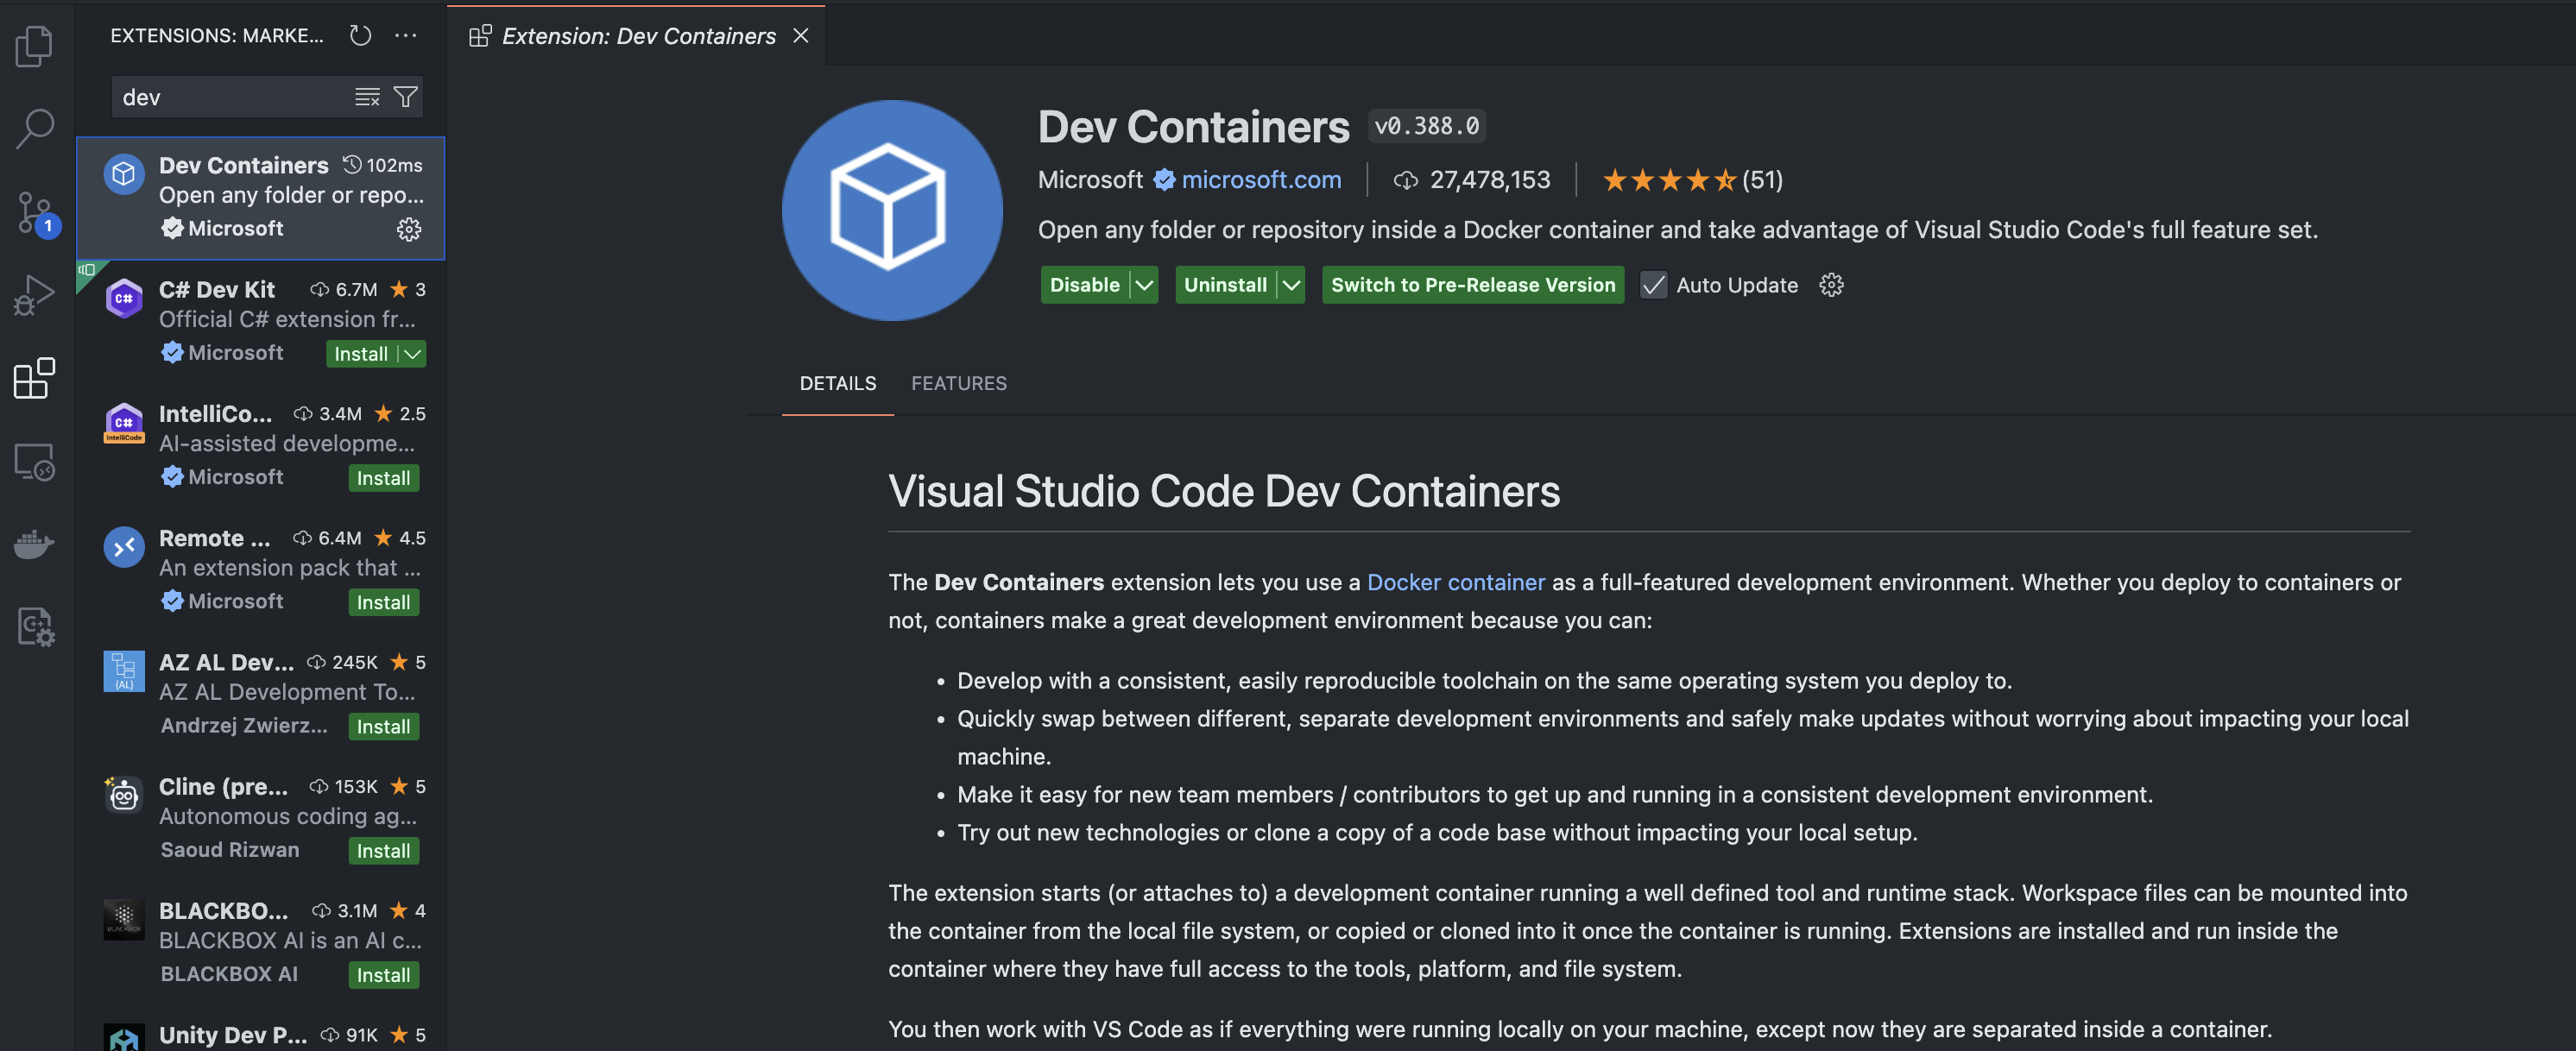 EXTENSIONS: MARKE...
dev
Dev Containers 102ms
Open any folder or repo...
Microsoft
1
C# Dev Kit 6.7M 3
C#
Official C# extension fr...
Microsoft Install
IntelliCo... 3.4M 2.5
C#
IntelliCode
AI-assisted developme...
Microsoft Install
Remote ... 6.4M 4.5
An extension pack that ...
Microsoft Install
AZ AL Dev... 245K 5
(AL)
AZ AL Development To...
Andrzej Zwierz... Install
Cline (pre... 153K 5
Autonomous coding ag...
Saoud Rizwan Install
BLACKBO... 3.1M 4
BLACKBOX
BLACKBOX AI is an AI c...
BLACKBOX AI Install
Unity Dev P... 91K 5
Extension: Dev Containers
Dev Containers v0.388.0
Microsoft microsoft.com 27,478,153 (51)
Open any folder or repository inside a Docker container and take advantage of Visual Studio Code's full feature set.
Disable Uninstall Switch to Pre-Release Version Auto Update
DETAILS FEATURES
Visual Studio Code Dev Containers
The Dev Containers extension lets you use a Docker container as a full-featured development environment. Whether you deploy to containers or
not, containers make a great development environment because you can:
• Develop with a consistent, easily reproducible toolchain on the same operating system you deploy to.
• Quickly swap between different, separate development environments and safely make updates without worrying about impacting your local
machine.
• Make it easy for new team members / contributors to get up and running in a consistent development environment.
• Try out new technologies or clone a copy of a code base without impacting your local setup.
The extension starts (or attaches to) a development container running a well defined tool and runtime stack. Workspace files can be mounted into
the container from the local file system, or copied or cloned into it once the container is running. Extensions are installed and run inside the
container where they have full access to the tools, platform, and file system.
You then work with VS Code as if everything were running locally on your machine, except now they are separated inside a container.